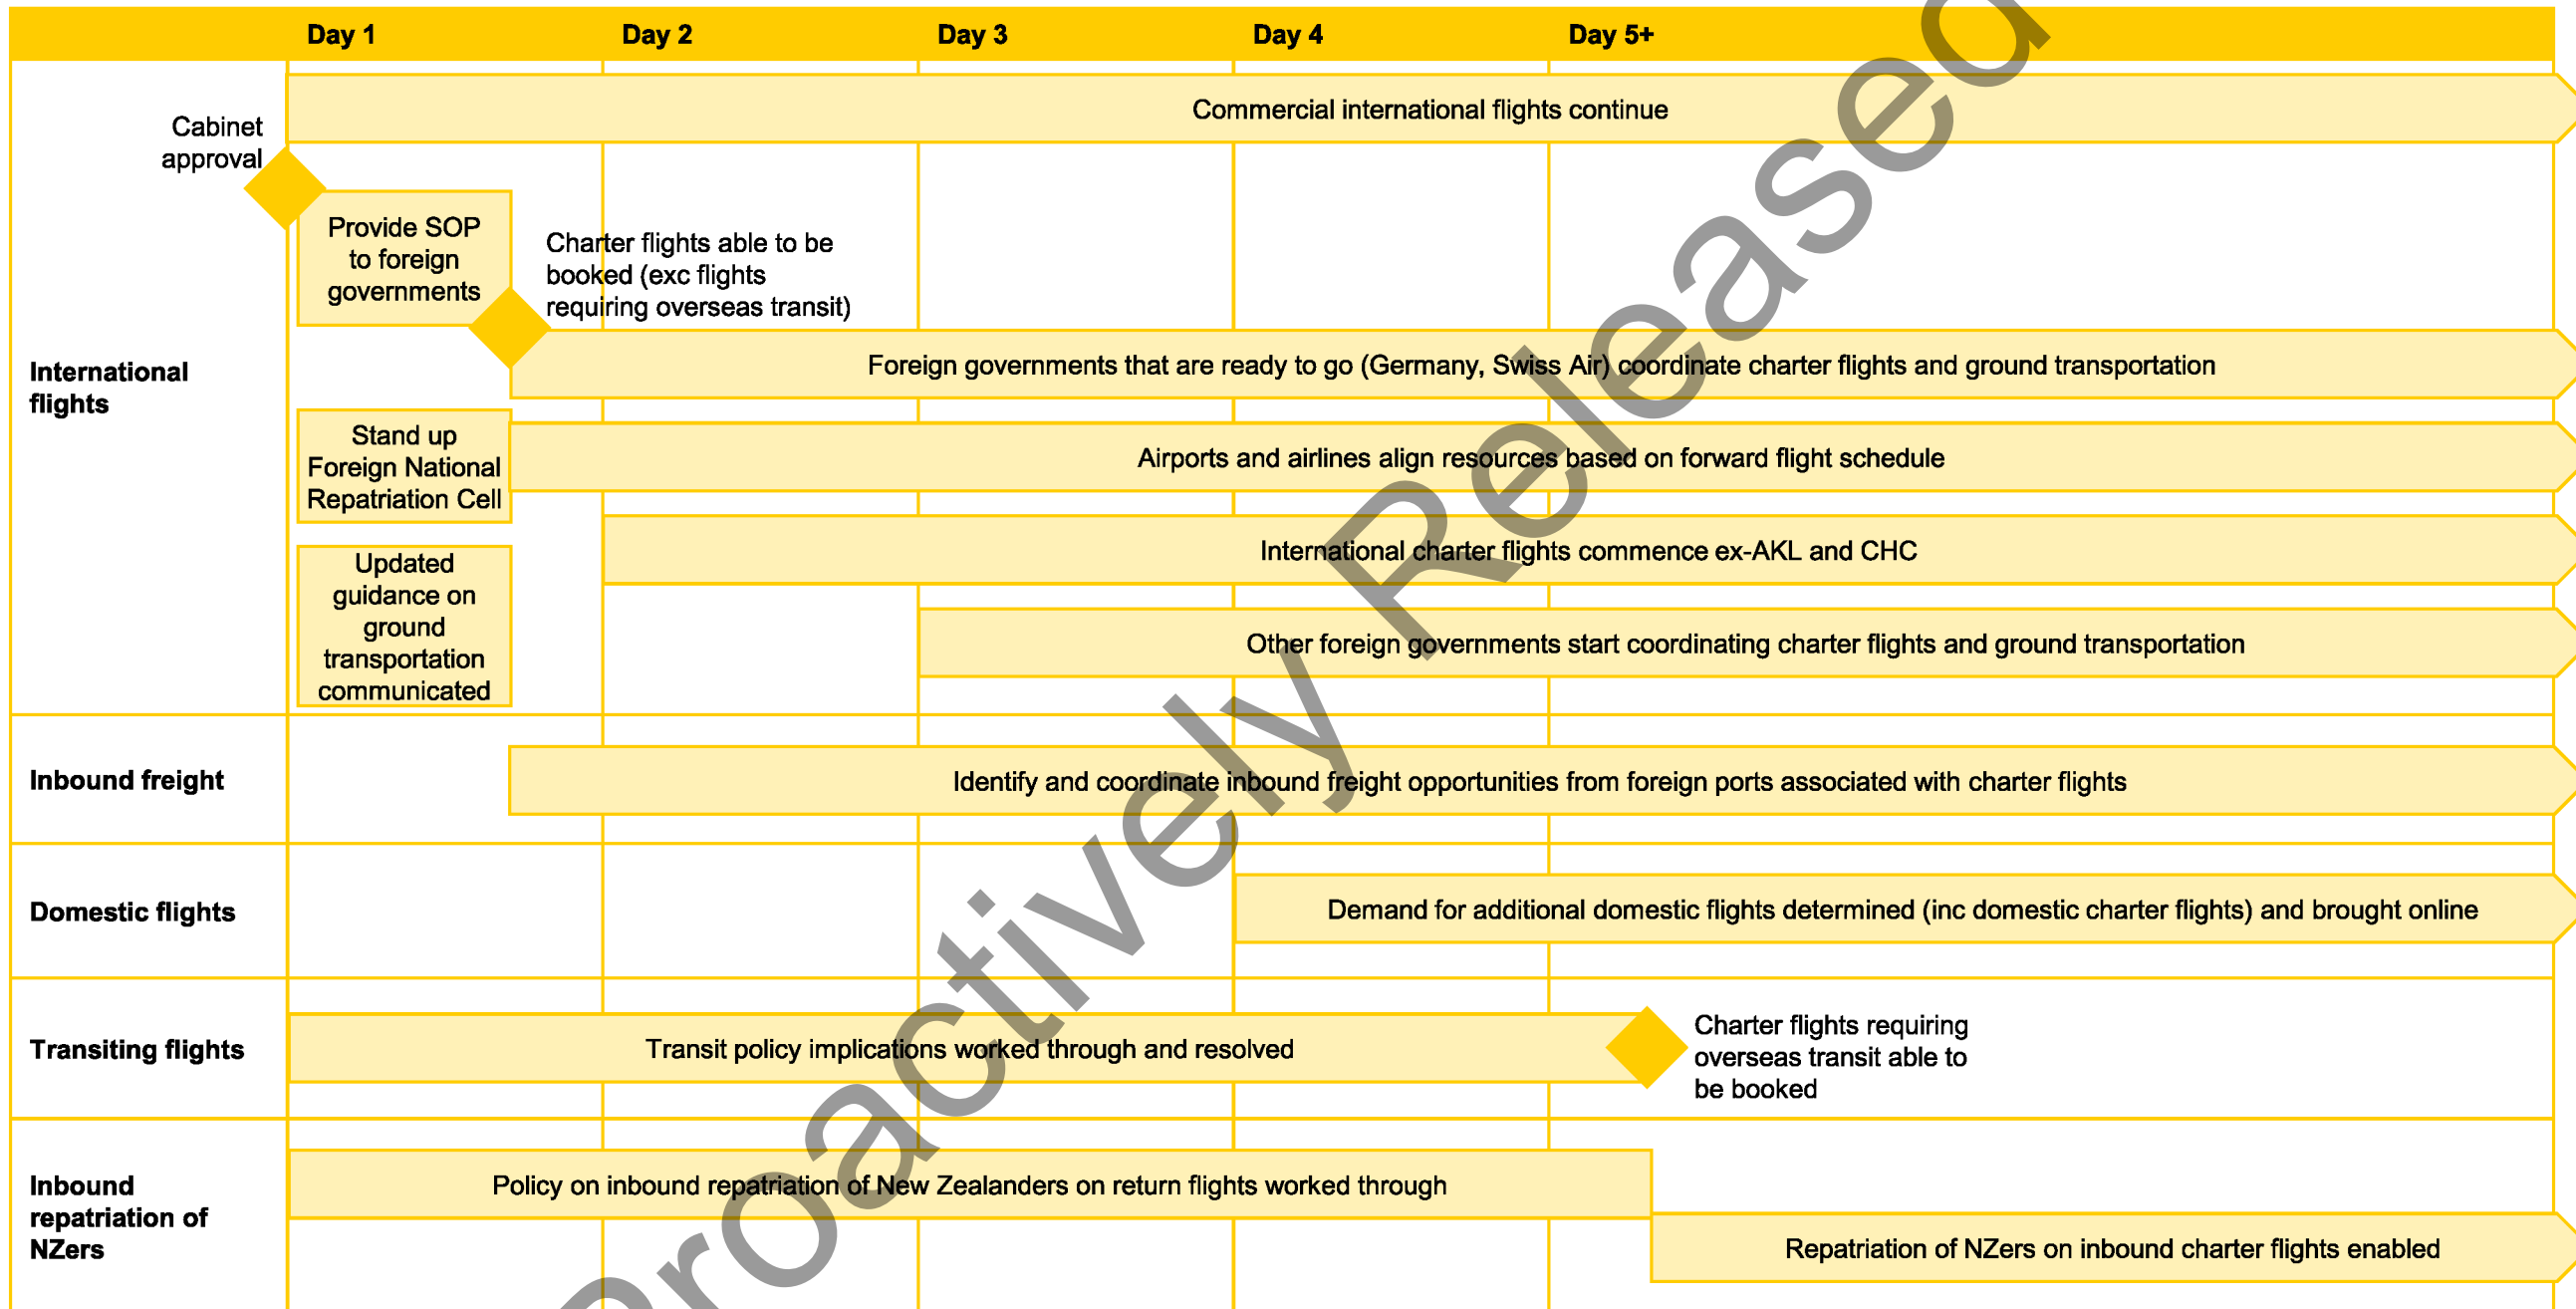 Day 1 Day 2 Day 3 Day 4 Day 5+
Commercial international flights continue
Cabinet
approval
Provide SOP
to foreign
governments
Charter flights able to be
booked (exc flights
requiring overseas transit)
International
flights
Foreign governments that are ready to go (Germany, Swiss Air) coordinate charter flights and ground transportation
Stand up
Foreign National
Repatriation Cell
Airports and airlines align resources based on forward flight schedule
International charter flights commence ex-AKL and CHC
Updated
guidance on
ground
transportation
communicated
Other foreign governments start coordinating charter flights and ground transportation
Inbound freight
Identify and coordinate inbound freight opportunities from foreign ports associated with charter flights
Domestic flights
Demand for additional domestic flights determined (inc domestic charter flights) and brought online
Transiting flights
Transit policy implications worked through and resolved
Charter flights requiring
overseas transit able to
be booked
Inbound
repatriation of
NZers
Policy on inbound repatriation of New Zealanders on return flights worked through
Repatriation of NZers on inbound charter flights enabled
Proactively Released